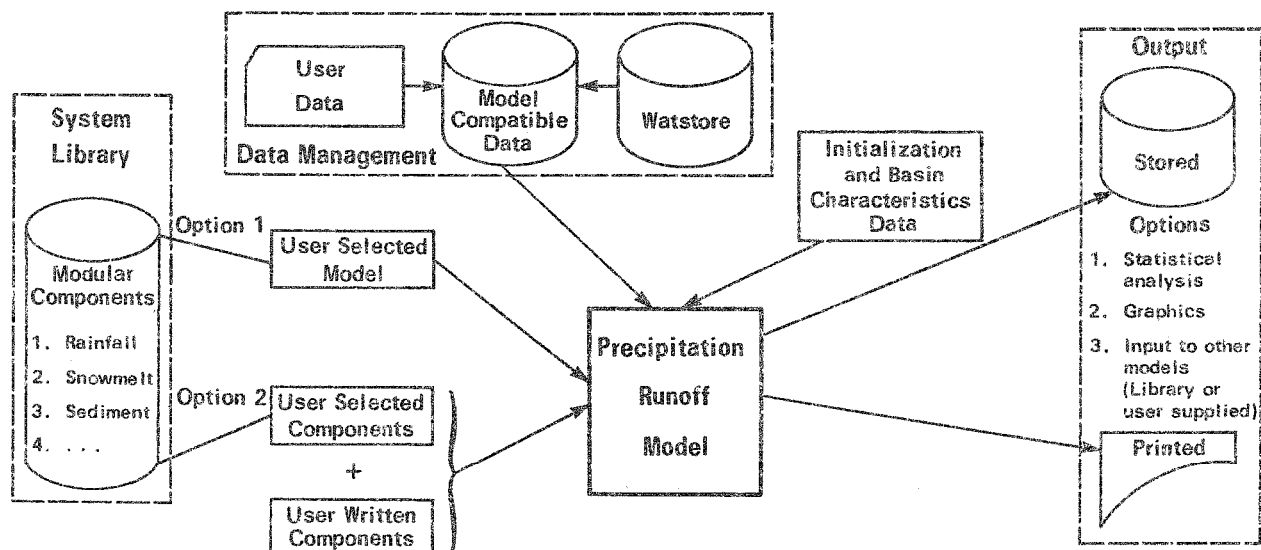 System
Library
Modular
Components
1. Rainfall
2. Snowmelt
3. Sediment
4. . . .
Option 1
Option 2
User
Data
Model
Compatible
Data
Watstore
Data Management
User Selected
Model
User Selected
Components
+
User Written
Components
Initialization
and Basin
Characteristics
Data
Precipitation
Runoff
Model
Output
Stored
Options
1. Statistical
analysis
2. Graphics
3. Input to other
models
(Library or
user supplied)
Printed